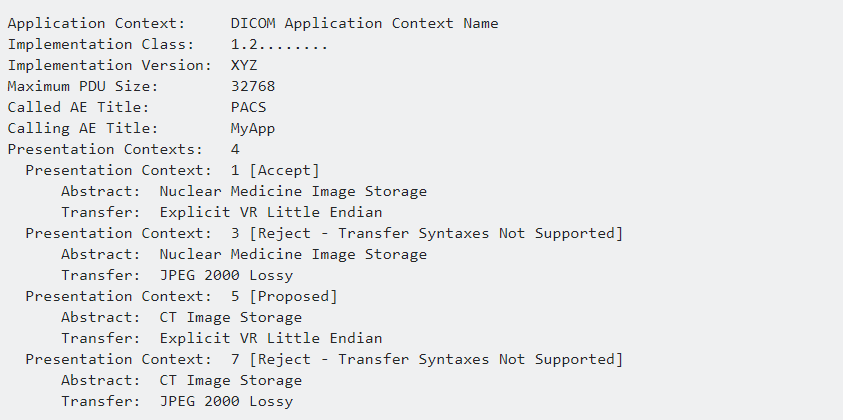 Application Context:     DICOM Application Context Name
Implementation Class:    1.2........
Implementation Version:  XYZ
Maximum PDU Size:        32768
Called AE Title:         PACS
Calling AE Title:        MyApp
Presentation Contexts:   4
  Presentation Context:  1 [Accept]
      Abstract:  Nuclear Medicine Image Storage
      Transfer:  Explicit VR Little Endian
  Presentation Context:  3 [Reject - Transfer Syntaxes Not Supported]
      Abstract:  Nuclear Medicine Image Storage
      Transfer:  JPEG 2000 Lossy
  Presentation Context:  5 [Proposed]
      Abstract:  CT Image Storage
      Transfer:  Explicit VR Little Endian
  Presentation Context:  7 [Reject - Transfer Syntaxes Not Supported]
      Abstract:  CT Image Storage
      Transfer:  JPEG 2000 Lossy